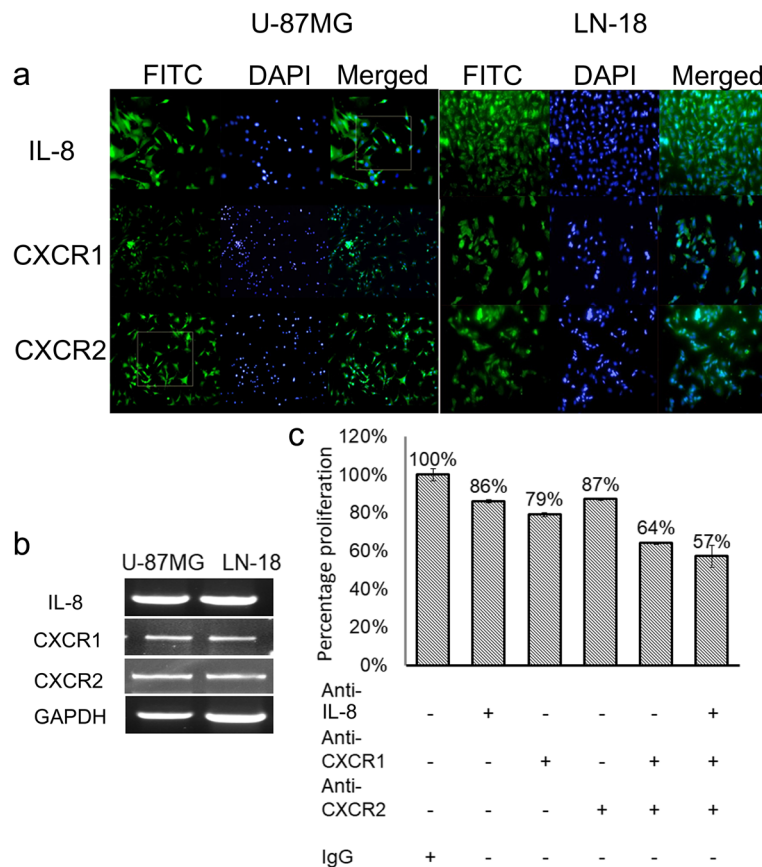 U-87MG LN-18
a FITC DAPI Merged FITC DAPI Merged
IL-8
CXCR1
CXCR2
b
U-87MG LN-18
IL-8
CXCR1
CXCR2
GAPDH
c
Percentage proliferation
120%
100%
80%
60%
40%
20%
0%
100% 86% 79% 87% 64% 57%
Anti-
IL-8 - + - - - +
Anti-
CXCR1 - - + - + +
Anti-
CXCR2 - - - + + +
IgG + - - - - -